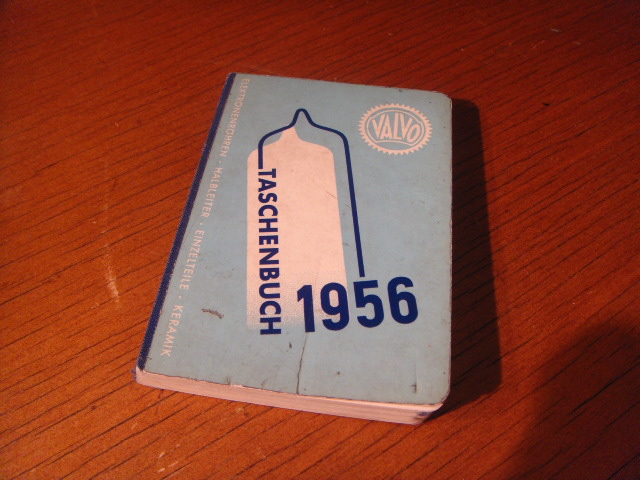 VALVO
TASCHENBUCH
1956
ELEKTRONENRÖHREN · HALBLEITER · EINZELTEILE · KERAMIK